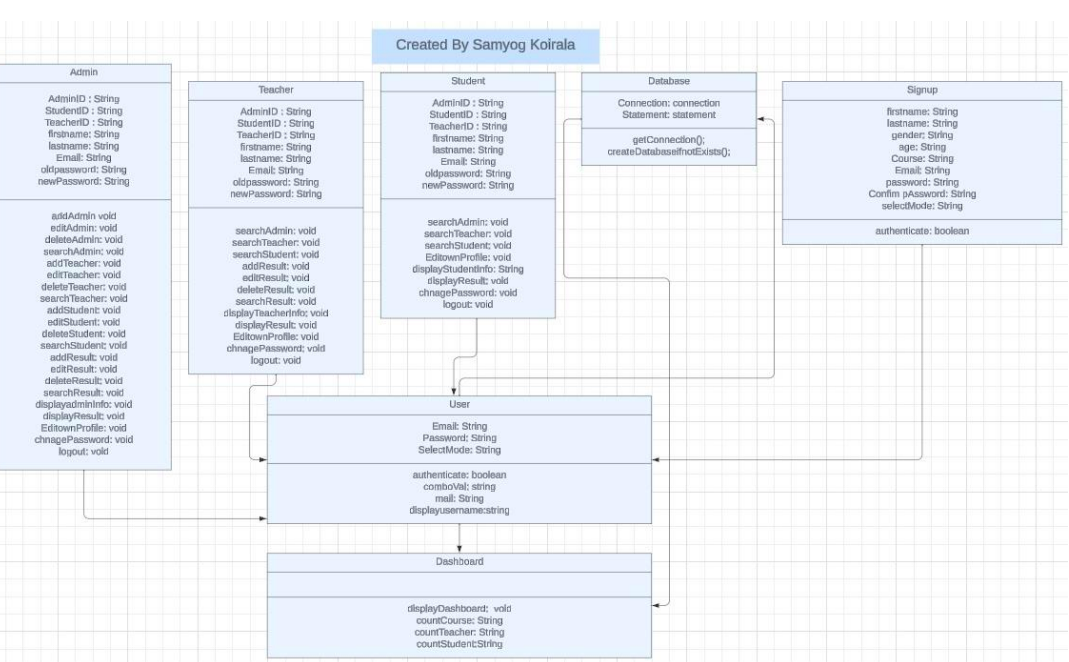 Created By Samyog Koirala
Admin
AdminID : String
StudentID : String
TeacherID : String
firstname: String
lastname: String
Email: String
oldpassword: String
newPassword: String
addAdmin void
editAdmin: void
deleteAdmin: void
searchAdmin: void
addTeacher: void
editTeacher: void
deleteTeacher: void
searchTeacher: void
addStudent: void
editStudent: void
deleteStudent: void
searchStudent: void
addResult: void
editResult: void
deleteResult: void
searchResult: void
displayadminInfo: void
displayResult: void
EditownProfile: void
chnagePassword: void
logout: void
Teacher
AdminID : String
StudentID : String
TeacherID : String
firstname: String
lastname: String
Email: String
oldpassword: String
newPassword: String
searchAdmin: void
searchTeacher: void
searchStudent: void
addResult: void
editResult: void
deleteResult: void
searchResult: void
displayTeacherInfo: void
displayResult: void
EditownProfile: void
chnagePassword: void
logout: void
Student
AdminID : String
StudentID : String
TeacherID : String
firstname: String
lastname: String
Email: String
oldpassword: String
newPassword: String
searchAdmin: void
searchTeacher: void
searchStudent: void
EditownProfile: void
displayStudentInfo: String
displayResult: void
chnagePassword: void
logout: void
Database
Connection: connection
Statement: statement
getConnection();
createDatabaseifnotExists();
Signup
firstname: String
lastname: String
gender: String
age: String
Course: String
Email: String
password: String
Confim pAssword: String
selectMode: String
authenticate: boolean
User
Email: String
Password: String
SelectMode: String
authenticate: boolean
comboVal: string
mail: String
displayusername:string
Dashboard
displayDashboard: void
countCourse: String
countTeacher: String
countStudent:String